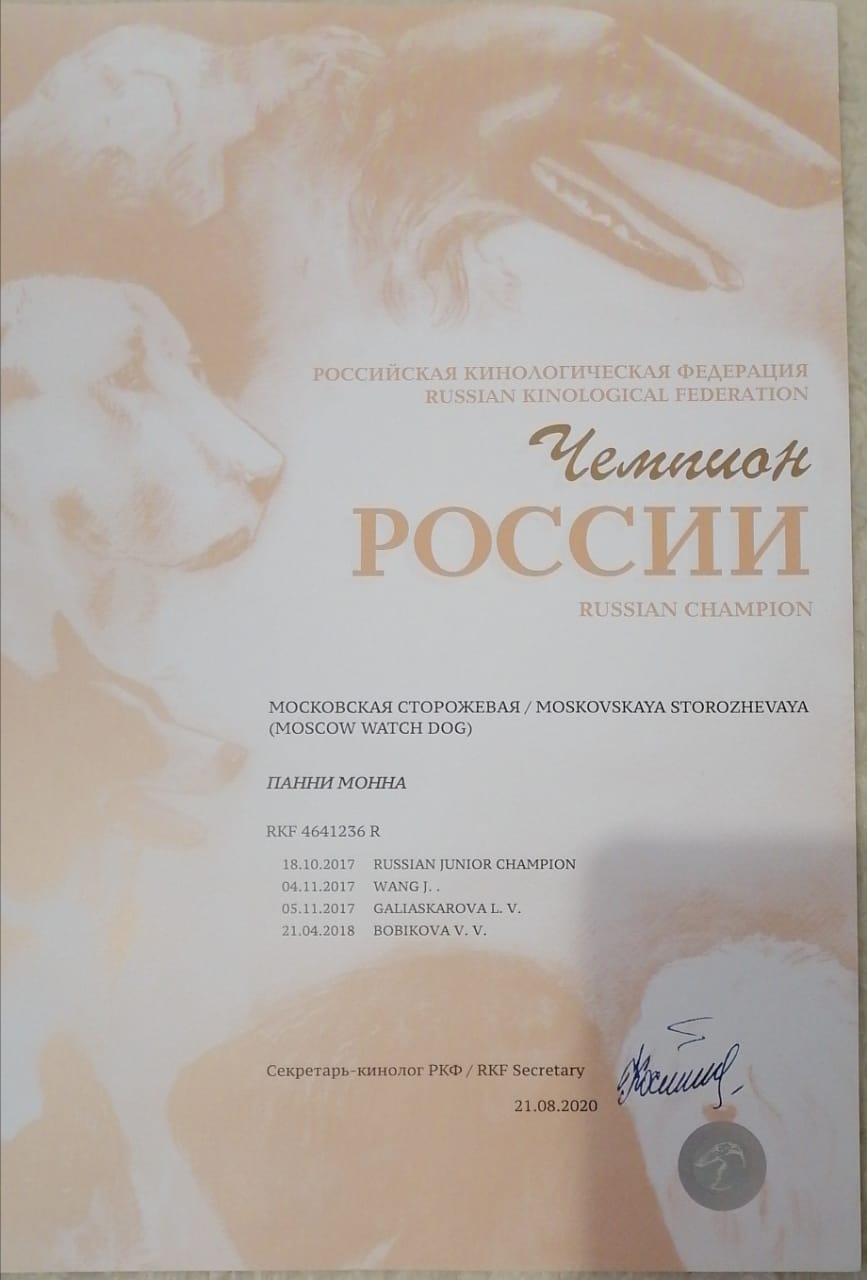 РОССИЙСКАЯ КИНОЛОГИЧЕСКАЯ ФЕДЕРАЦИЯ
RUSSIAN KINOLOGICAL FEDERATION
Чемпион
РОССИИ
RUSSIAN CHAMPION
МОСКОВСКАЯ СТОРОЖЕВАЯ / MOSKOVSKAYA STOROZHEVAYA
(MOSCOW WATCH DOG)
ПАННИ МОННА
RKF 4641236 R
18.10.2017 RUSSIAN JUNIOR CHAMPION
04.11.2017 WANG J. .
05.11.2017 GALIASKAROVA L. V.
21.04.2018 BOBIKOVA V. V.
Секретарь-кинолог РКФ / RKF Secretary
21.08.2020